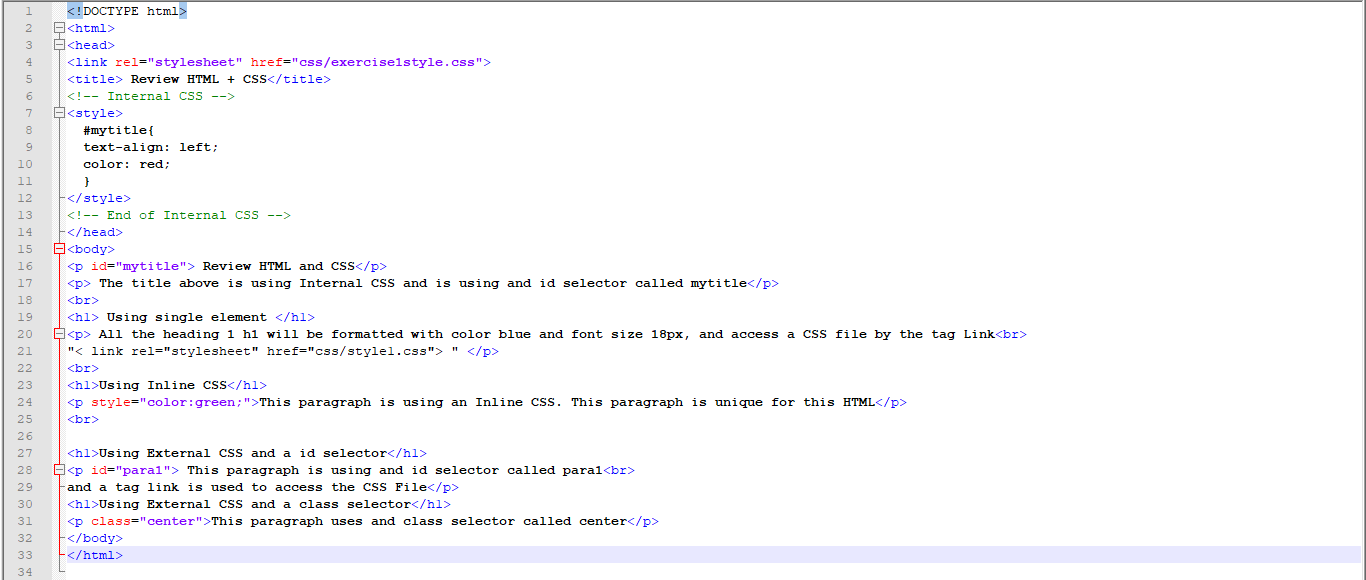 1 <!DOCTYPE html>
2 <html>
3 <head>
4 <link rel="stylesheet" href="css/exercise1style.css">
5 <title> Review HTML + CSS</title>
6 <!-- Internal CSS -->
7 <style>
8 #mytitle{
9 text-align: left;
10 color: red;
11 }
12 </style>
13 <!-- End of Internal CSS -->
14 </head>
15 <body>
16 <p id="mytitle"> Review HTML and CSS</p>
17 <p> The title above is using Internal CSS and is using and id selector called mytitle</p>
18 <br>
19 <h1> Using single element </h1>
20 <p> All the heading 1 h1 will be formatted with color blue and font size 18px, and access a CSS file by the tag Link<br>
21 "< link rel="stylesheet" href="css/style1.css"> " </p>
22 <br>
23 <h1>Using Inline CSS</h1>
24 <p style="color:green;">This paragraph is using an Inline CSS. This paragraph is unique for this HTML</p>
25 <br>
26
27 <h1>Using External CSS and a id selector</h1>
28 <p id="para1"> This paragraph is using and id selector called para1<br>
29 and a tag link is used to access the CSS File</p>
30 <h1>Using External CSS and a class selector</h1>
31 <p class="center">This paragraph uses and class selector called center</p>
32 </body>
33 </html>
34